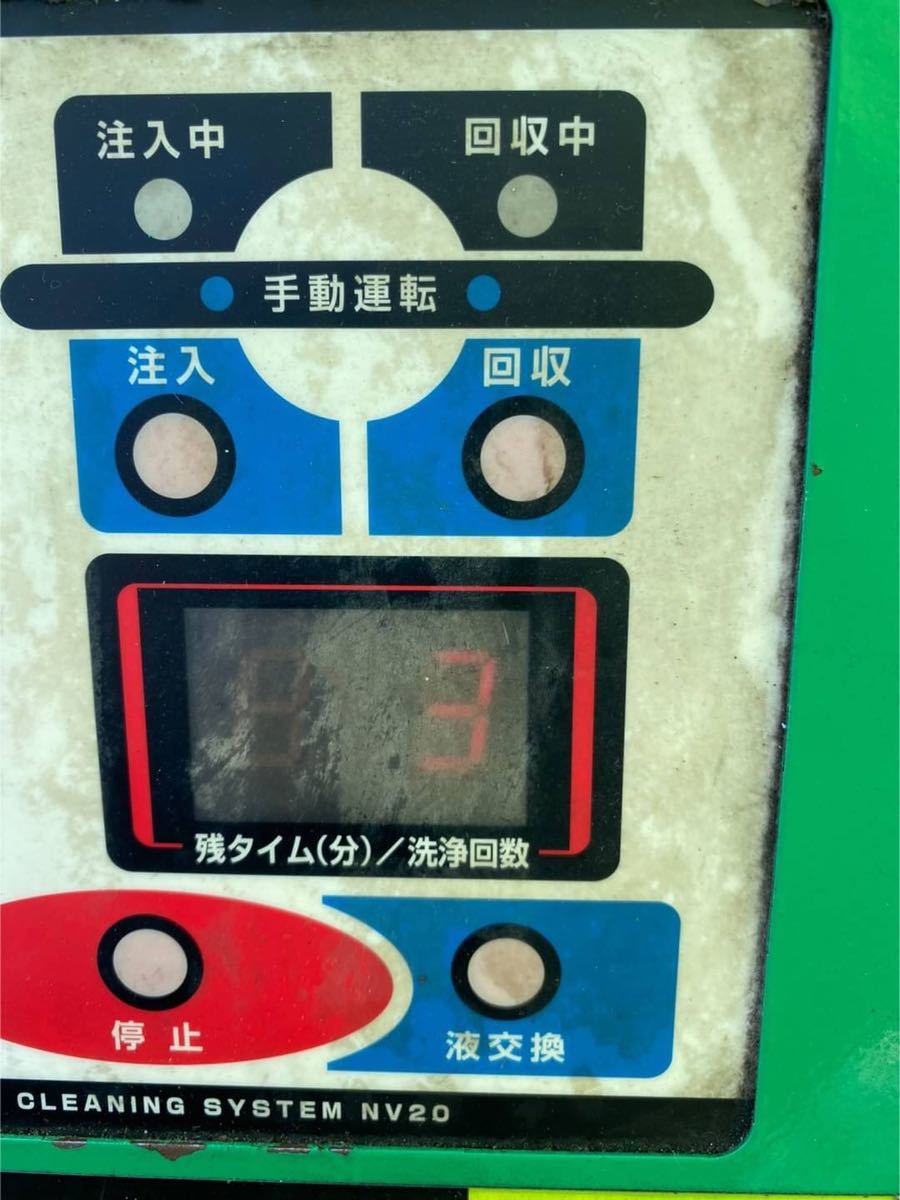 注入中 回収中
手動運転
注入 回収
3
残タイム(分)/洗浄回数
停止
液交換
CLEANING SYSTEM NV20